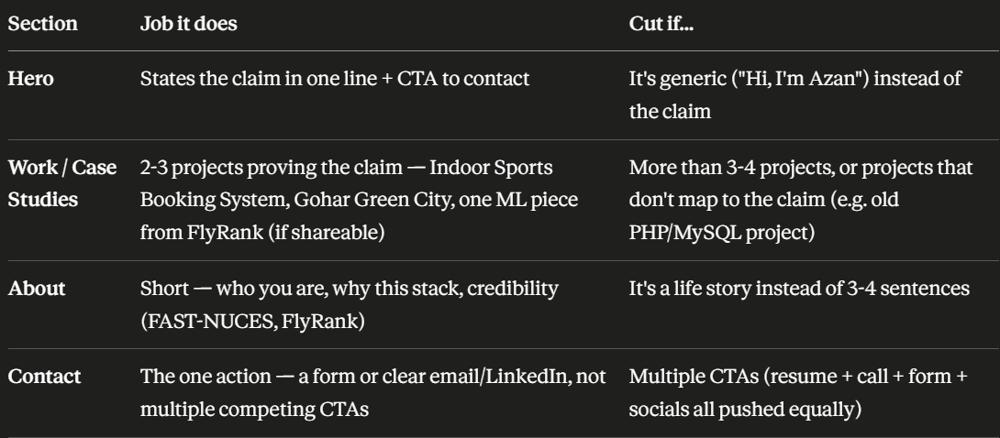 Section Job it does Cut if...
Hero States the claim in one line + CTA to contact It's generic ("Hi, I'm Azan") instead of
the claim
Work / Case 2-3 projects proving the claim — Indoor Sports More than 3-4 projects, or projects that
Studies Booking System, Gohar Green City, one ML piece don't map to the claim (e.g. old
from FlyRank (if shareable) PHP/MySQL project)
About Short — who you are, why this stack, credibility It's a life story instead of 3-4 sentences
(FAST-NUCES, FlyRank)
Contact The one action — a form or clear email/LinkedIn, not Multiple CTAs (resume + call + form +
multiple competing CTAs socials all pushed equally)